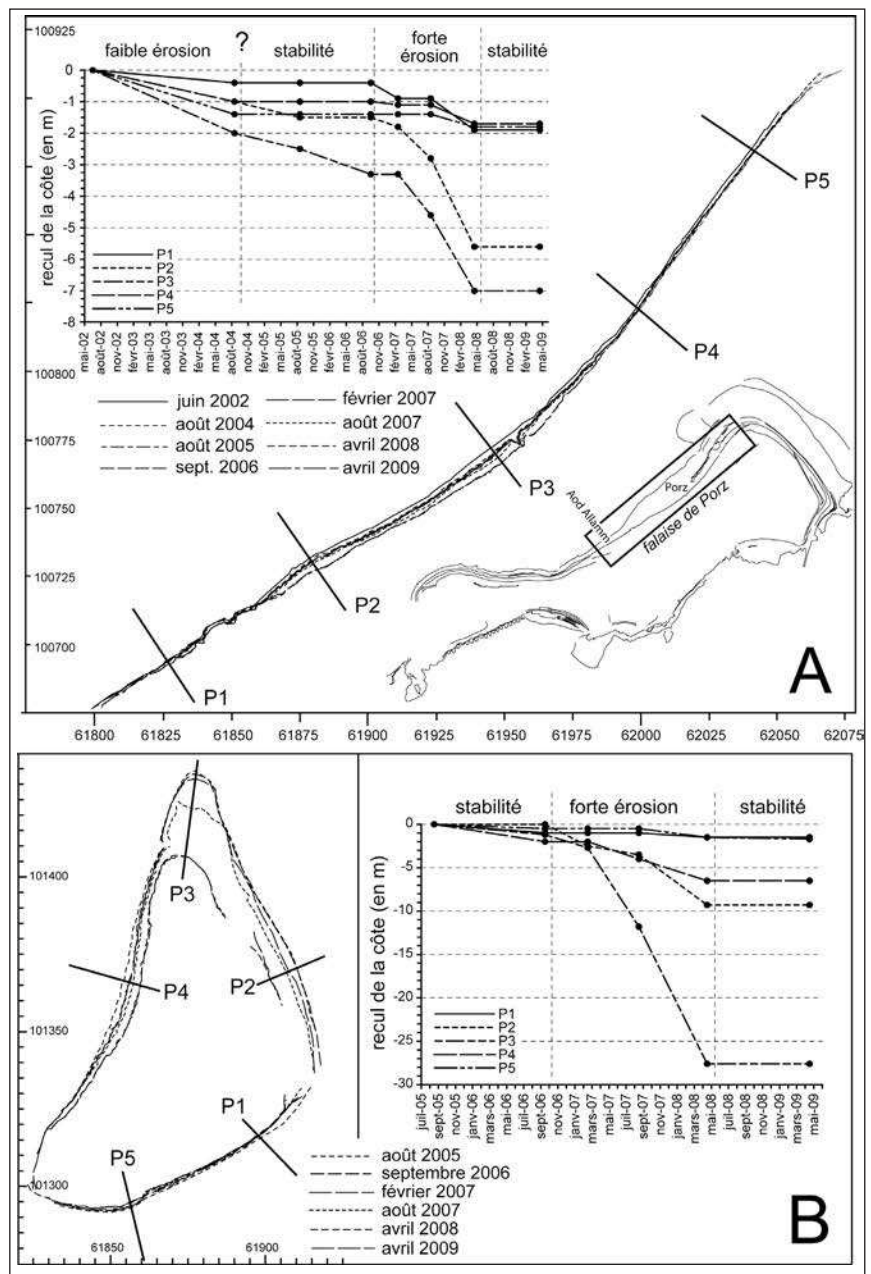 100925
faible érosion
?
stabilité
forte
érosion
stabilité
0
-1
-2
-3
-4
-5
-6
-7
-8
recul de la côte (en m)
P1
P2
P3
P4
P5
mai-02
août-02
nov-02
févr-03
mai-03
août-03
nov-03
févr-04
mai-04
août-04
nov-04
févr-05
mai-05
août-05
nov-05
févr-06
mai-06
août-06
nov-06
févr-07
mai-07
août-07
nov-07
févr-08
mai-08
août-08
nov-08
févr-09
mai-09
juin 2002
août 2004
août 2005
sept. 2006
février 2007
août 2007
avril 2008
avril 2009
100800
100775
100750
100725
100700
P5
P4
P3
P2
P1
Aod Allamm
Porz
falaise de Porz
A
61800
61825
61850
61875
61900
61925
61950
61975
62000
62025
62050
62075
101400
101350
101300
P3
P4
P2
P1
P5
61850
61900
août 2005
septembre 2006
février 2007
août 2007
avril 2008
avril 2009
stabilité
forte érosion
stabilité
0
-5
-10
-15
-20
-25
-30
recul de la côte (en m)
P1
P2
P3
P4
P5
juil-05
sept-05
nov-05
janv-06
mars-06
mai-06
juil-06
sept-06
nov-06
janv-07
mars-07
mai-07
juil-07
sept-07
nov-07
janv-08
mars-08
mai-08
juil-08
sept-08
nov-08
janv-09
mars-09
mai-09
B